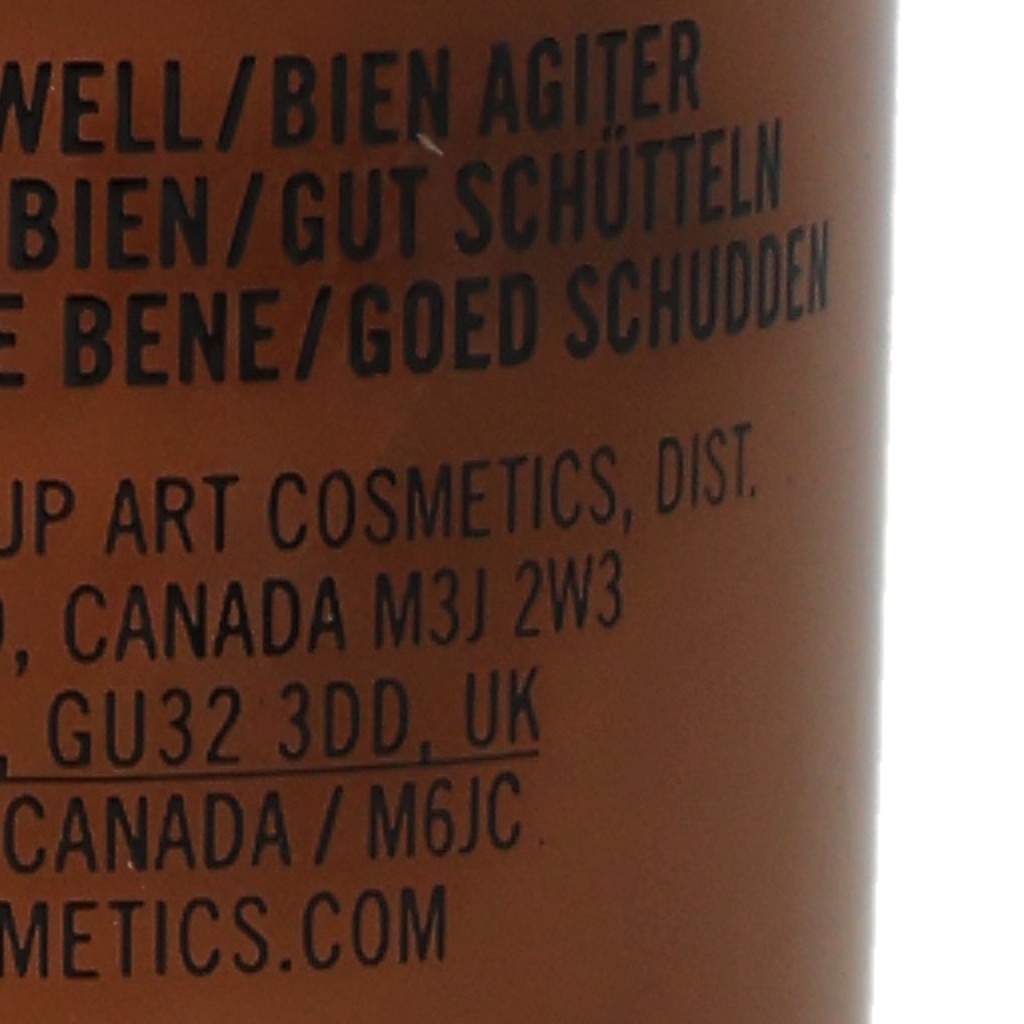 WELL/BIEN AGITER
BIEN/GUT SCHÜTTELN
E BENE/GOED SCHUDDEN
UP ART COSMETICS, DIST.
, CANADA M3J 2W3
, GU32 3DD, UK
CANADA / M6JC
METICS.COM